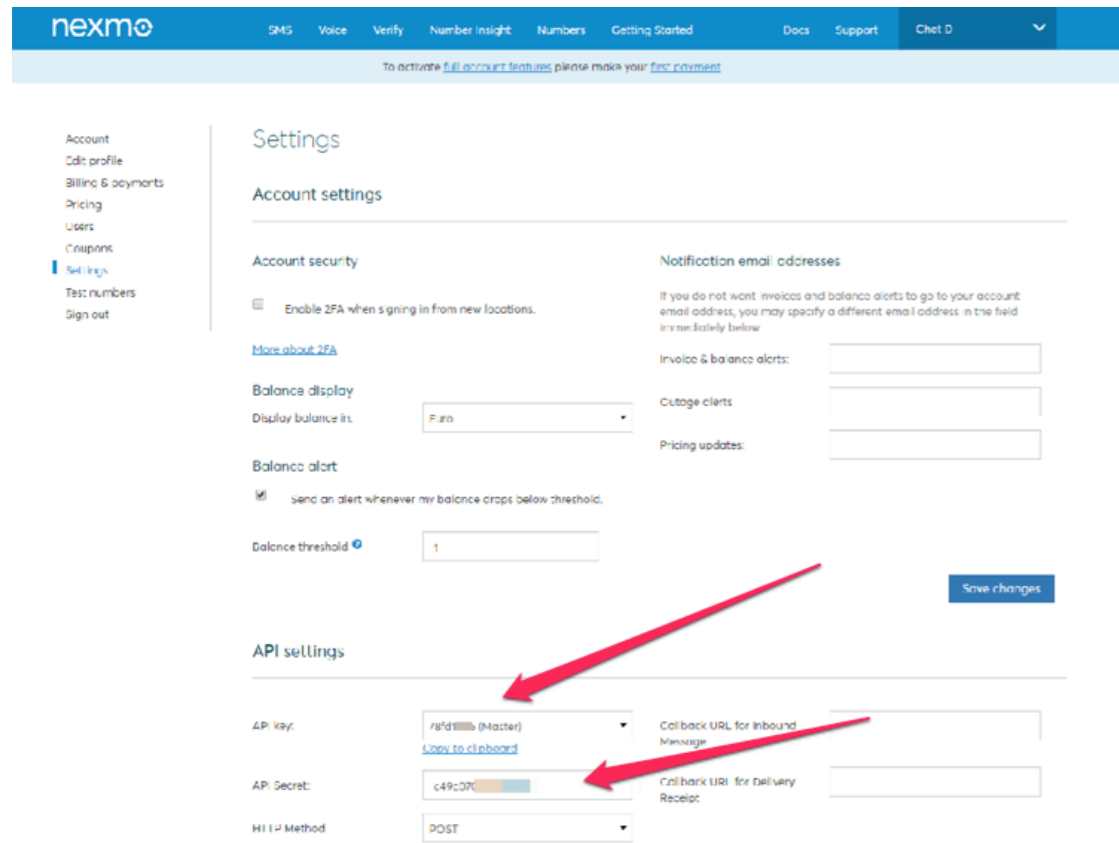 nexmo
SMS Voice Verify Number Insight Numbers Getting Started Docs Support Chet D
To activate full account features please make your first payment
Account
Edit profile
Billing & payments
Pricing
Users
Coupons
Settings
Test numbers
Sign out
Settings
Account settings
Account security
Enable 2FA when signing in from new locations.
More about 2FA
Balance display
Display balance in:
Euro
Balance alert
Send an alert whenever my balance drops below threshold.
Balance threshold
1
Notification email addresses
If you do not want invoices and balance alerts to go to your account
email address, you may specify a different email address in the field
immediately below
Invoice & balance alerts:
Outage alerts
Pricing updates:
Save changes
API settings
API key:
(Master)
Copy to clipboard
API Secret:
HTTP Method
POST
Callback URL for Inbound
Message
Callback URL for Delivery
Receipt